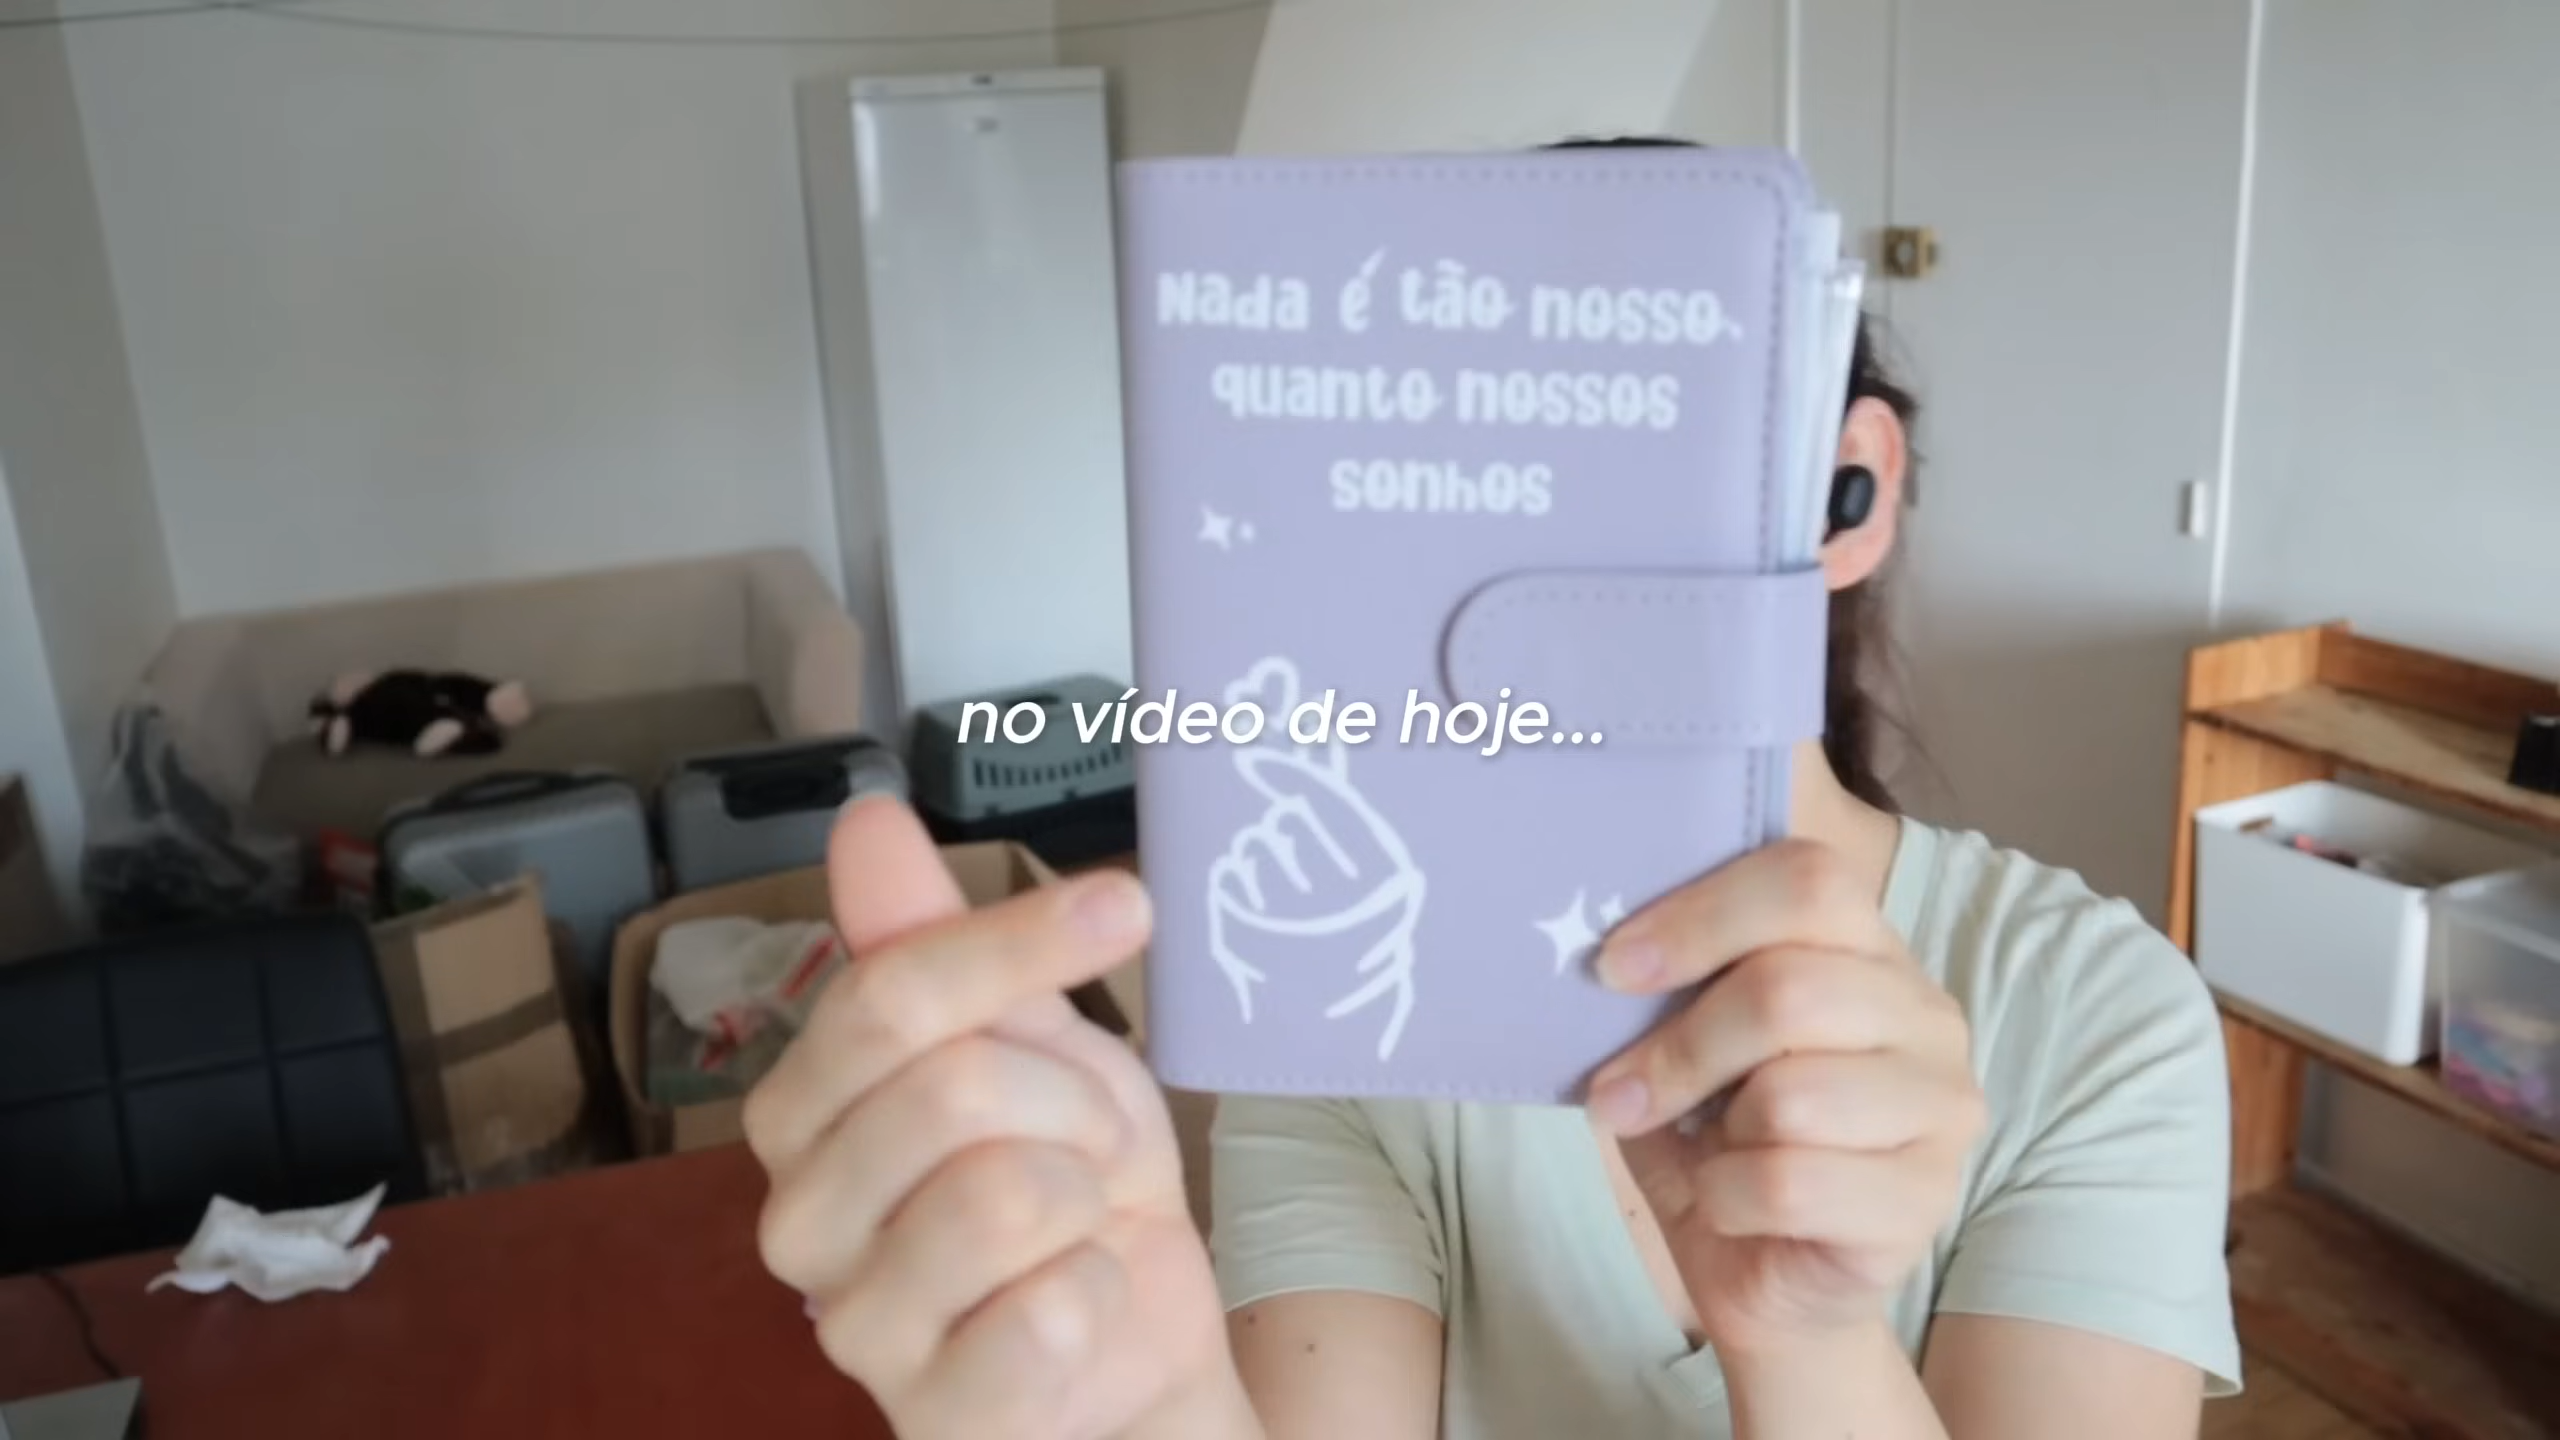 Nada é tão nosso,
quanto nossos
sonhos
no vídeo de hoje...